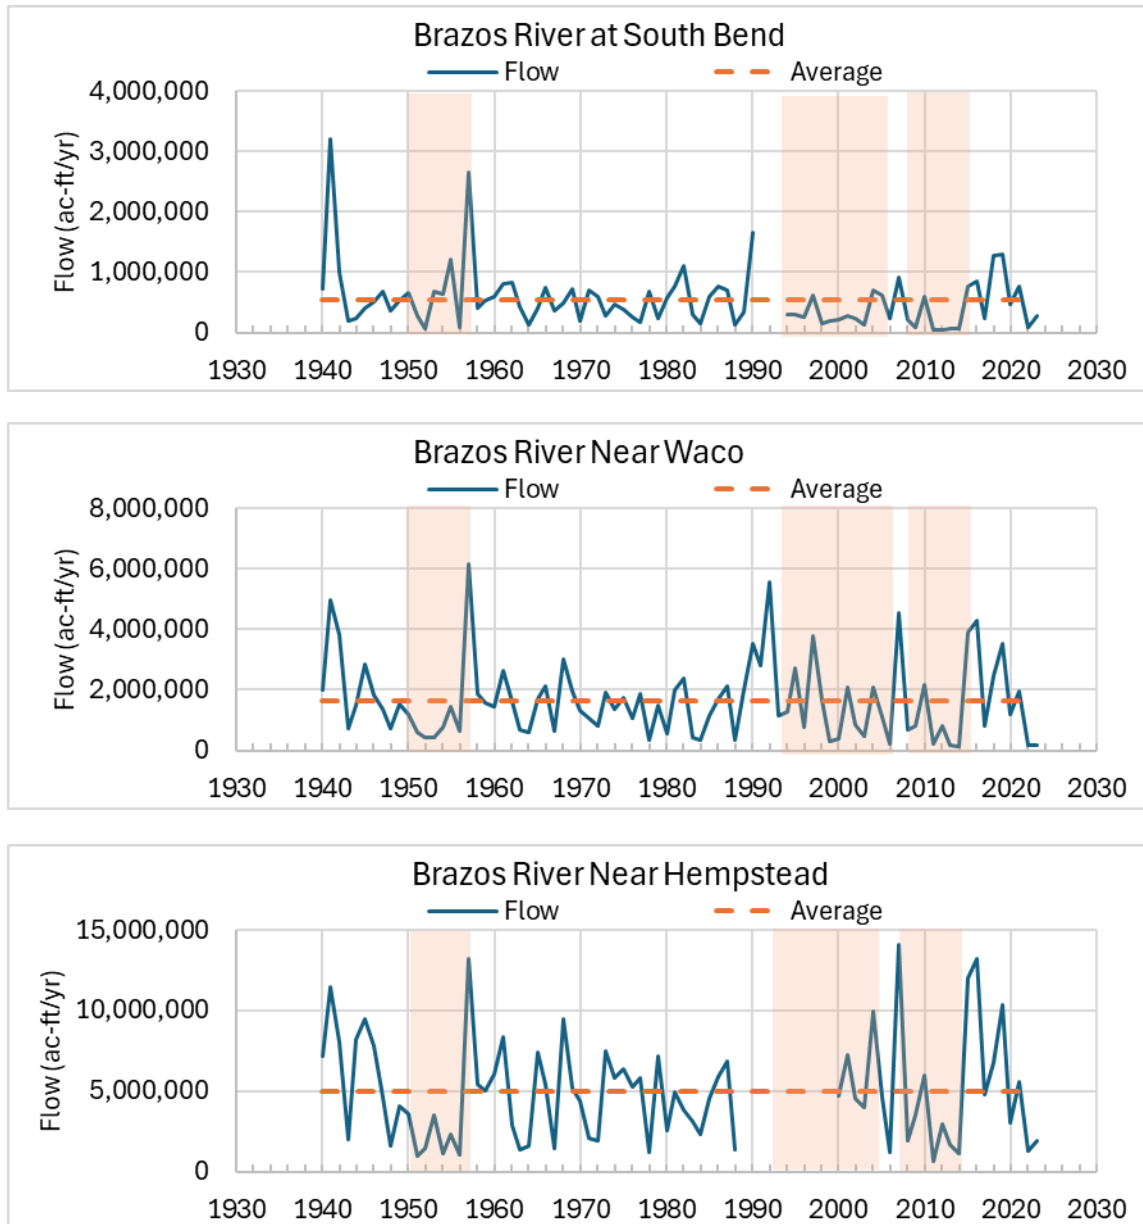 Brazos River at South Bend
Flow Average
Flow (ac-ft/yr)
4,000,000
3,000,000
2,000,000
1,000,000
0
1930 1940 1950 1960 1970 1980 1990 2000 2010 2020 2030
Brazos River Near Waco
Flow Average
Flow (ac-ft/yr)
8,000,000
6,000,000
4,000,000
2,000,000
0
1930 1940 1950 1960 1970 1980 1990 2000 2010 2020 2030
Brazos River Near Hempstead
Flow Average
Flow (ac-ft/yr)
15,000,000
10,000,000
5,000,000
0
1930 1940 1950 1960 1970 1980 1990 2000 2010 2020 2030